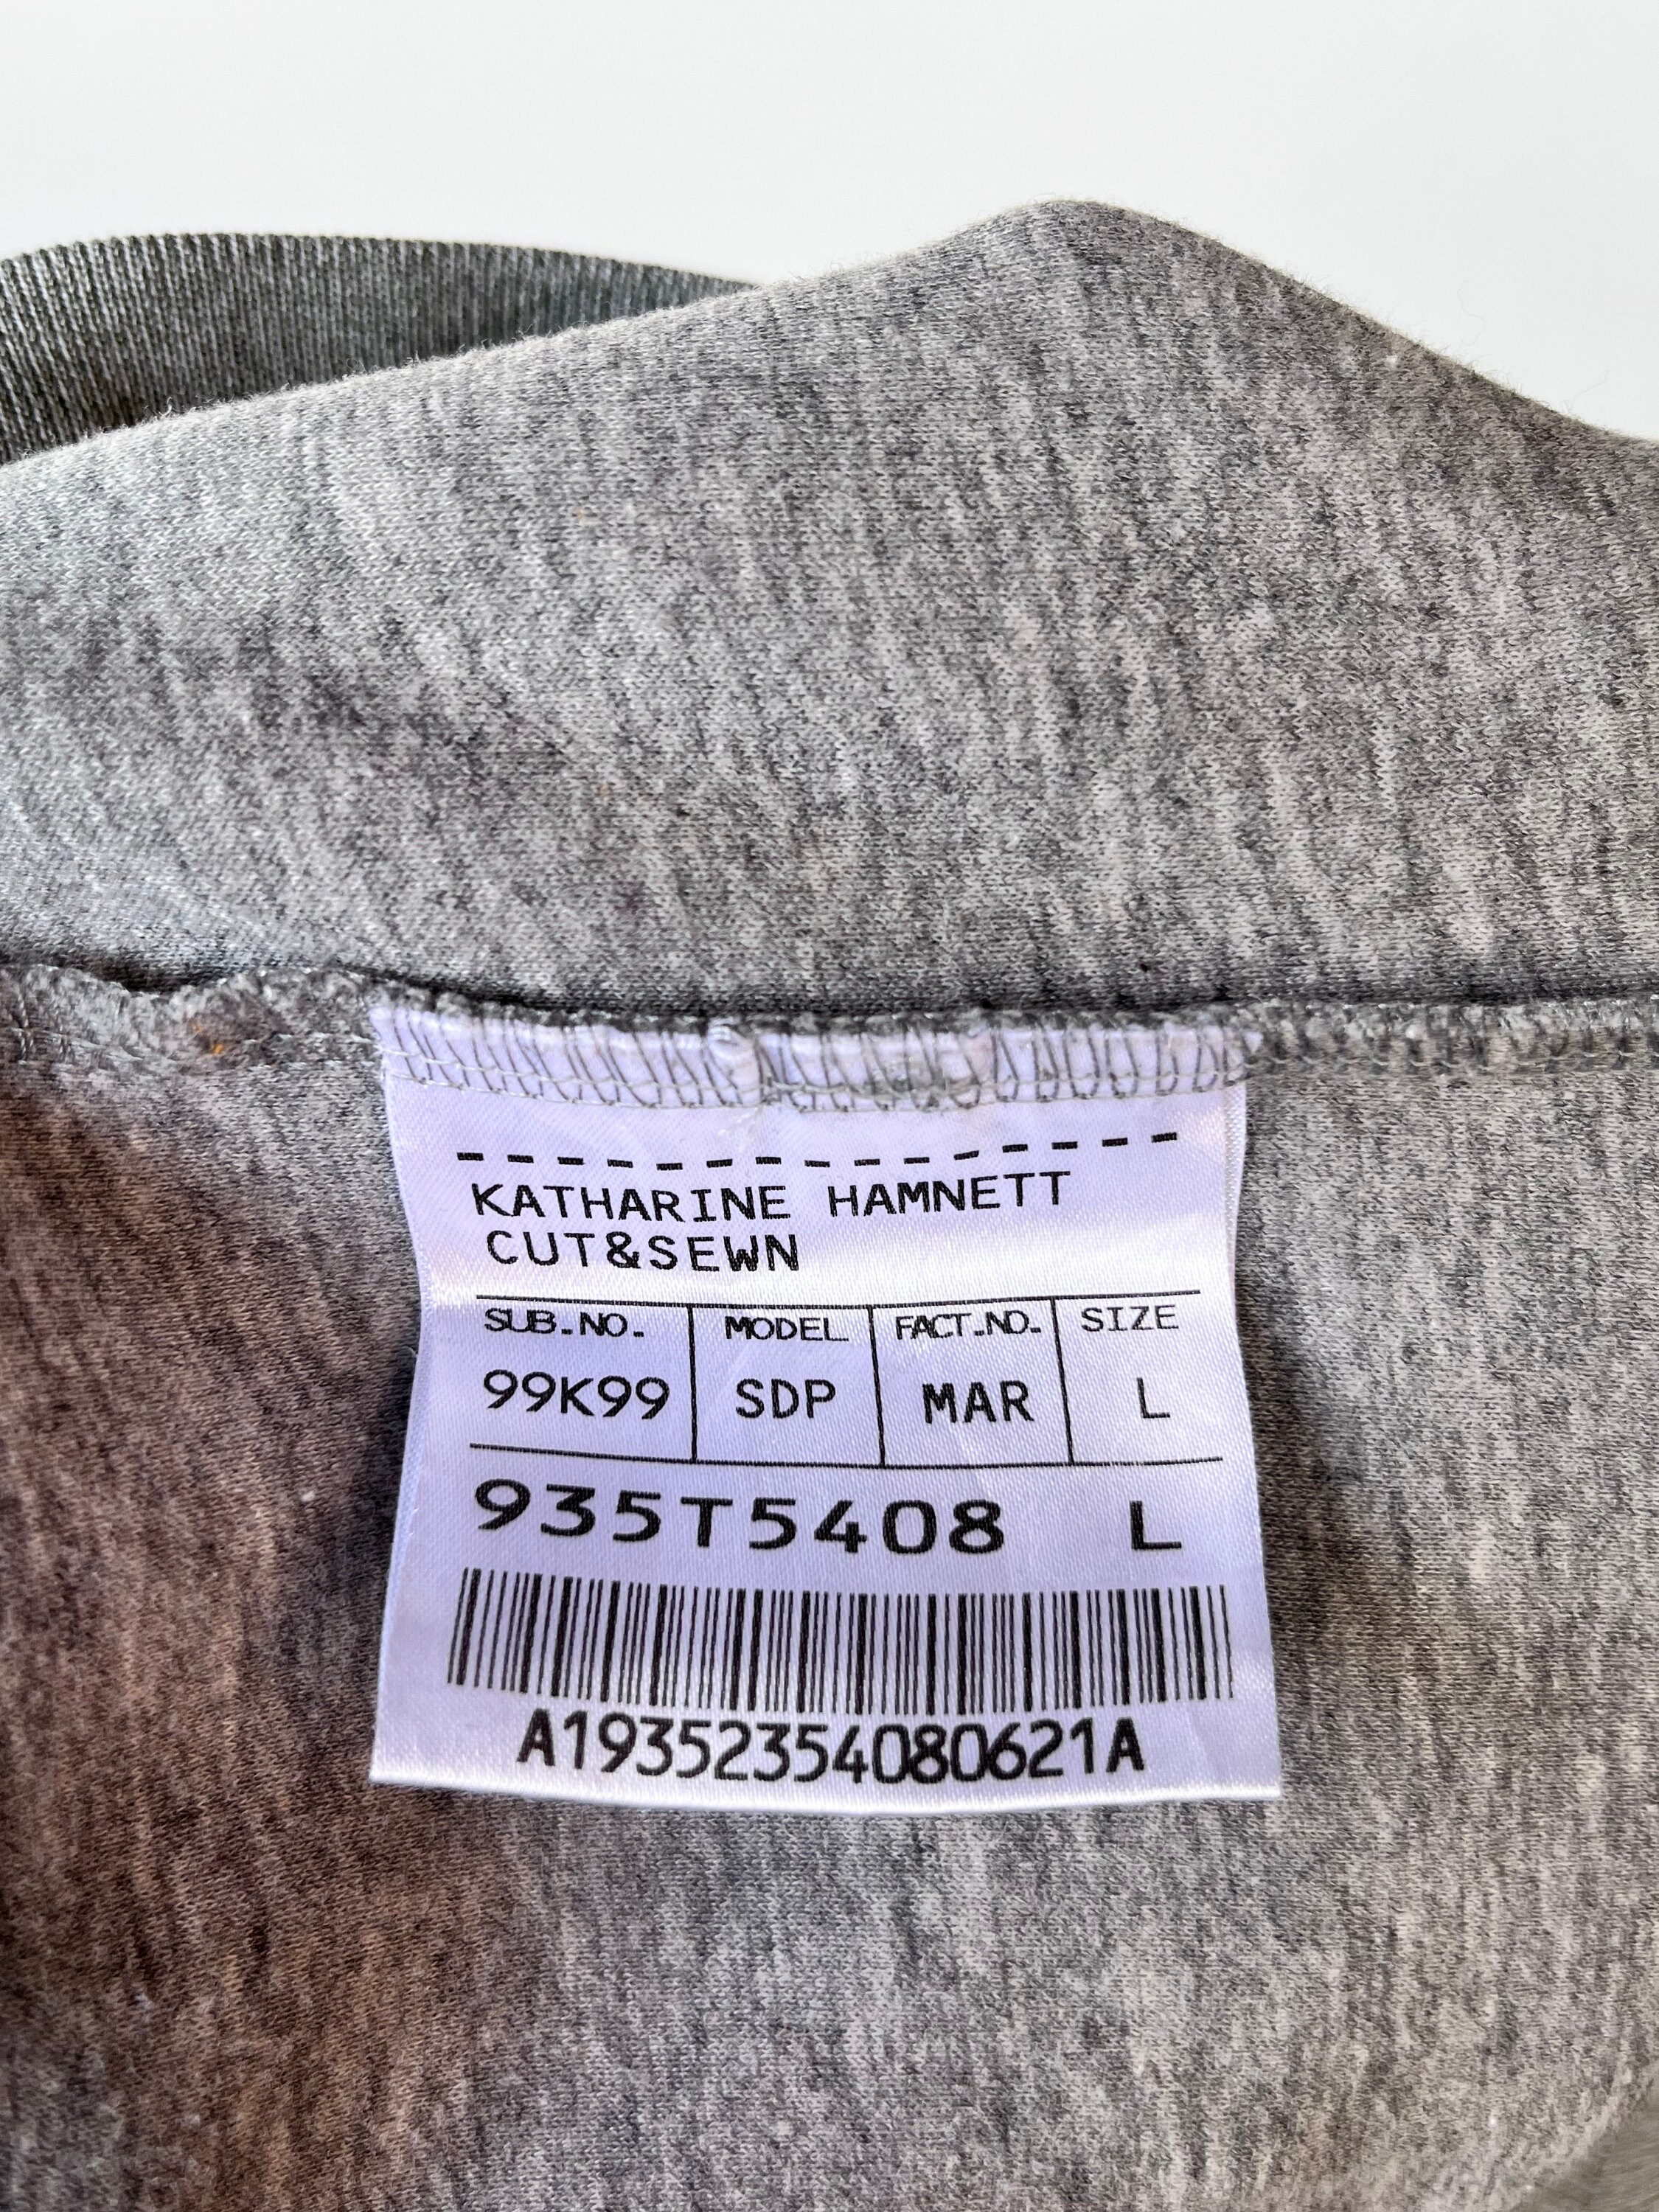 KATHARINE HAMNETT
CUT&SEWN
SUB.NO. MODEL FACT.NO. SIZE
99K99 SDP MAR L
935T5408 L
A19352354080621A